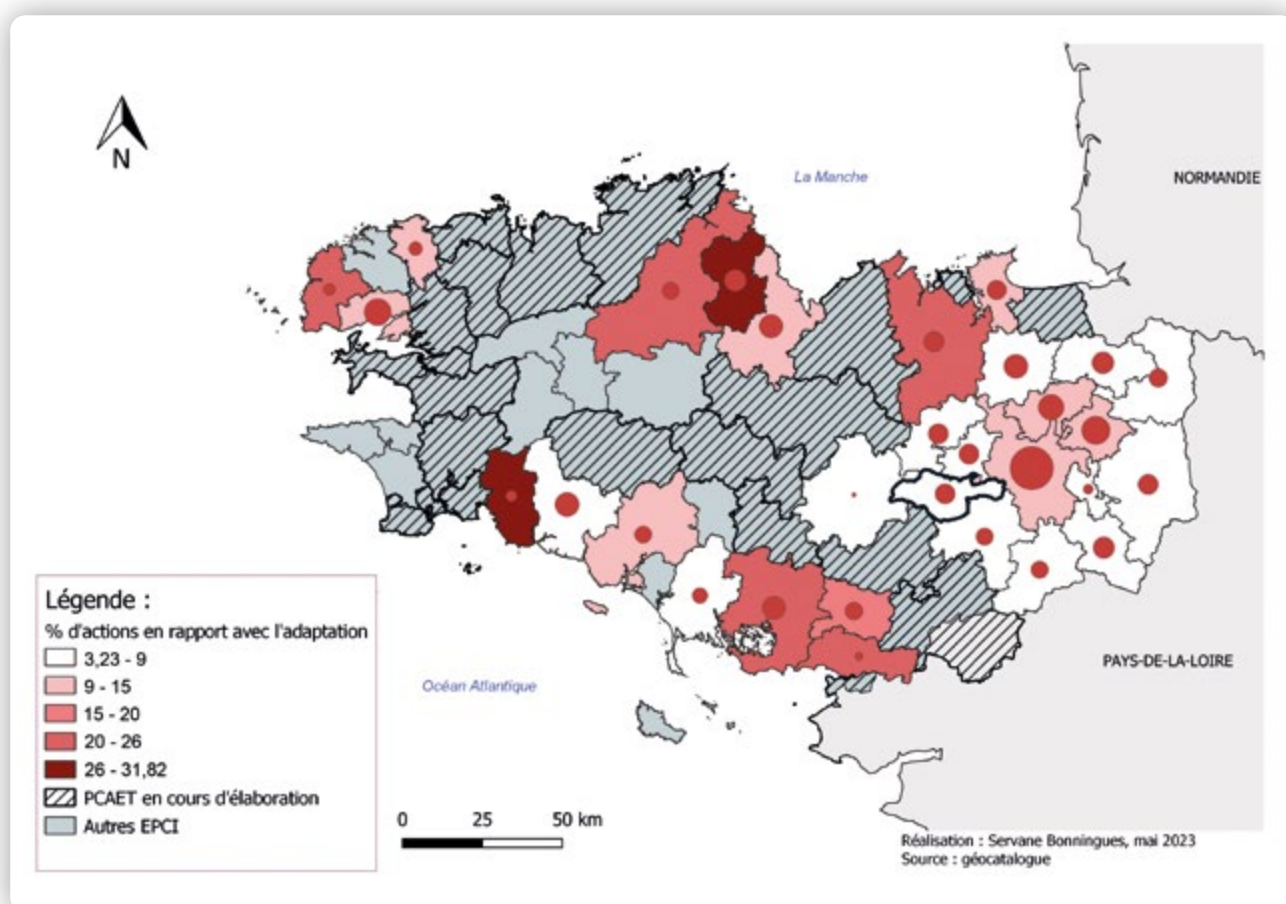 N
La Manche
NORMANDIE
Légende :
% d'actions en rapport avec l'adaptation
3,23 - 9
9 - 15
15 - 20
20 - 26
26 - 31,82
PCAET en cours d'élaboration
Autres EPCI
Océan Atlantique
PAYS-DE-LA-LOIRE
0 25 50 km
Réalisation : Servane Bonningues, mai 2023
Source : géocatalogue